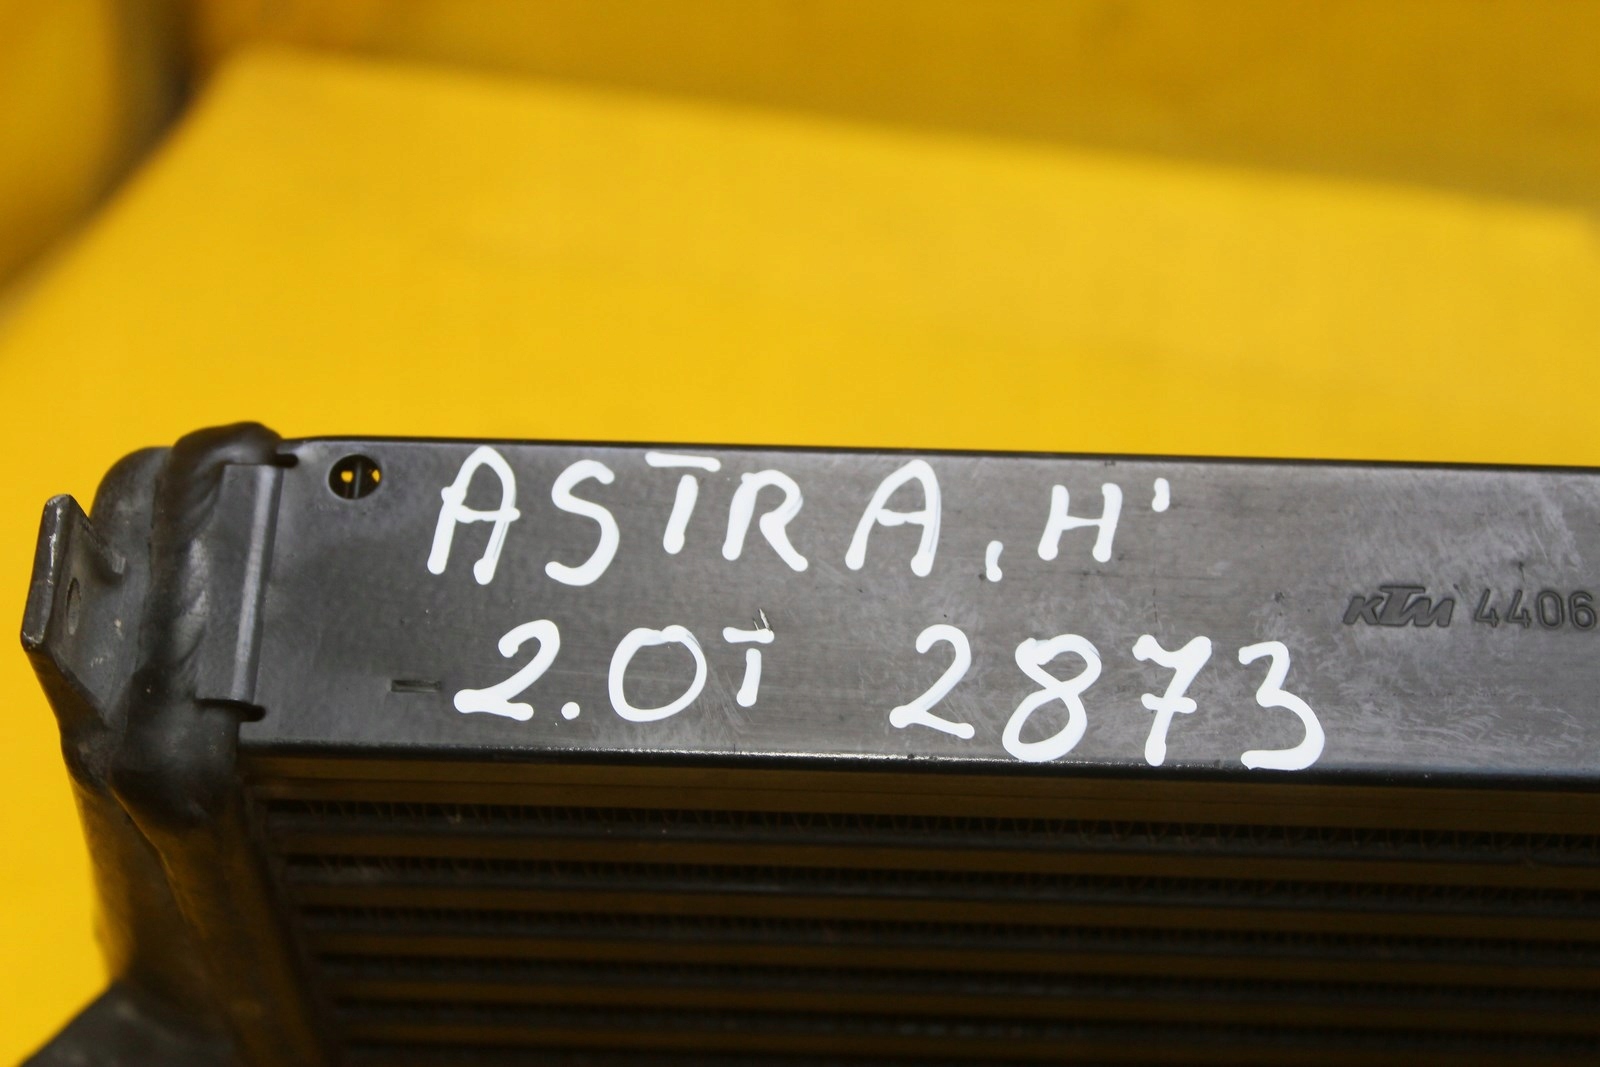 ASTRA,H'
2.0T 2873
KTM 4406